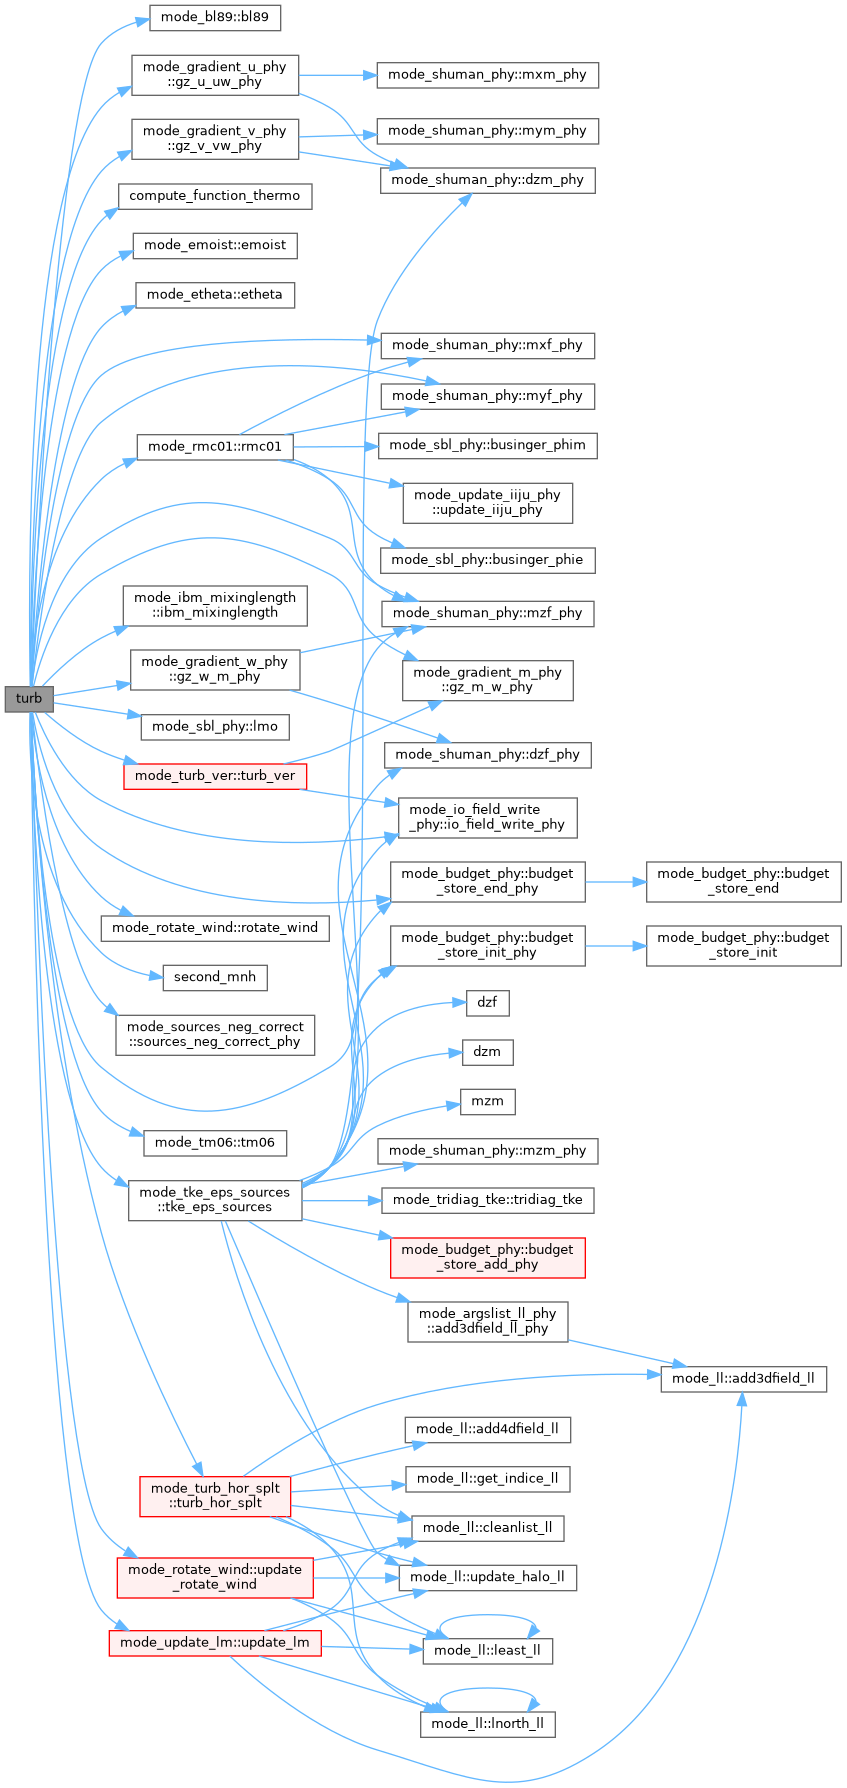 mode_bl89::bl89
mode_gradient_u_phy
::gz_u_uw_phy
mode_shuman_phy::mxm_phy
mode_gradient_v_phy
::gz_v_vw_phy
mode_shuman_phy::mym_phy
mode_shuman_phy::dzm_phy
compute_function_thermo
mode_emoist::emoist
mode_etheta::etheta
mode_shuman_phy::mxf_phy
mode_shuman_phy::myf_phy
mode_rmc01::rmc01
mode_sbl_phy::businger_phim
mode_update_iiju_phy
::update_iiju_phy
mode_sbl_phy::businger_phie
mode_ibm_mixinglength
::ibm_mixinglength
mode_shuman_phy::mzf_phy
mode_gradient_w_phy
::gz_w_m_phy
mode_gradient_m_phy
::gz_m_w_phy
turb
mode_sbl_phy::lmo
mode_shuman_phy::dzf_phy
mode_turb_ver::turb_ver
mode_io_field_write
_phy::io_field_write_phy
mode_budget_phy::budget
_store_end_phy
mode_budget_phy::budget
_store_end
mode_rotate_wind::rotate_wind
mode_budget_phy::budget
_store_init_phy
mode_budget_phy::budget
_store_init
second_mnh
dzf
mode_sources_neg_correct
::sources_neg_correct_phy
dzm
mzm
mode_tm06::tm06
mode_shuman_phy::mzm_phy
mode_tke_eps_sources
::tke_eps_sources
mode_tridiag_tke::tridiag_tke
mode_budget_phy::budget
_store_add_phy
mode_argslist_ll_phy
::add3dfield_ll_phy
mode_ll::add3dfield_ll
mode_ll::add4dfield_ll
mode_turb_hor_splt
::turb_hor_splt
mode_ll::get_indice_ll
mode_ll::cleanlist_ll
mode_rotate_wind::update
_rotate_wind
mode_ll::update_halo_ll
mode_update_lm::update_lm
mode_ll::least_ll
mode_ll::lnorth_ll